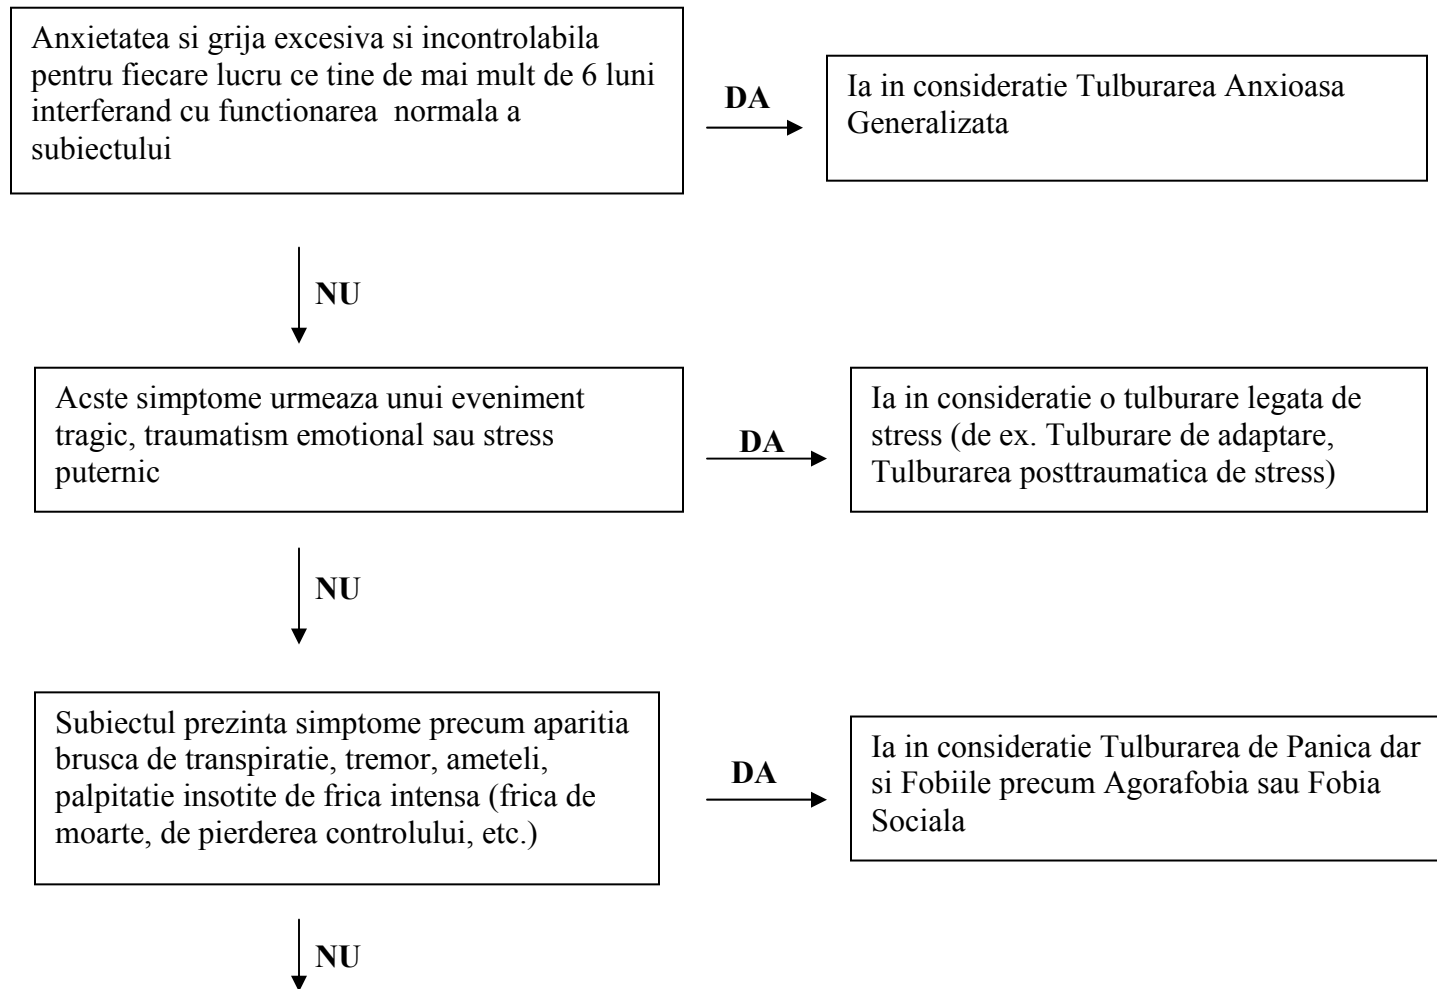 Anxietatea si grija excesiva si incontrolabila
pentru fiecare lucru ce tine de mai mult de 6 luni
interferand cu functionarea normala a
subiectului
DA
Ia in consideratie Tulburarea Anxioasa
Generalizata
NU
Acste simptome urmeaza unui eveniment
tragic, traumatism emotional sau stress
puternic
DA
Ia in consideratie o tulburare legata de
stress (de ex. Tulburare de adaptare,
Tulburarea posttraumatica de stress)
NU
Subiectul prezinta simptome precum aparitia
brusca de transpiratie, tremor, ameteli,
palpitatie insotite de frica intensa (frica de
moarte, de pierderea controlului, etc.)
DA
Ia in consideratie Tulburarea de Panica dar
si Fobiile precum Agorafobia sau Fobia
Sociala
NU